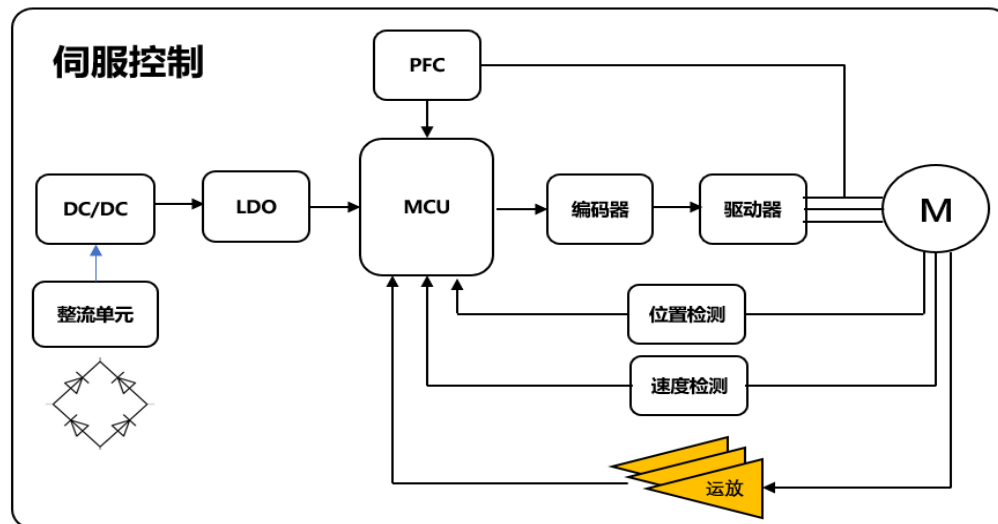 伺服控制
PFC
DC/DC
LDO
MCU
编码器
驱动器
M
整流单元
位置检测
速度检测
运放